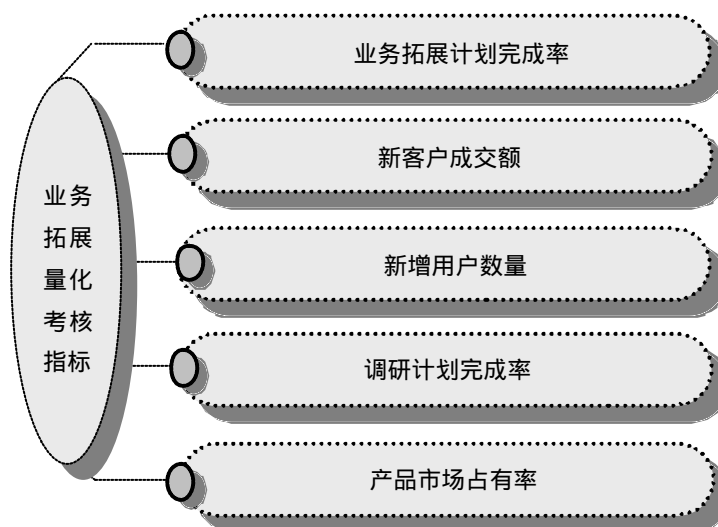 业务拓展计划完成率
新客户成交额
业务
拓展
量化
考核
指标
新增用户数量
调研计划完成率
产品市场占有率